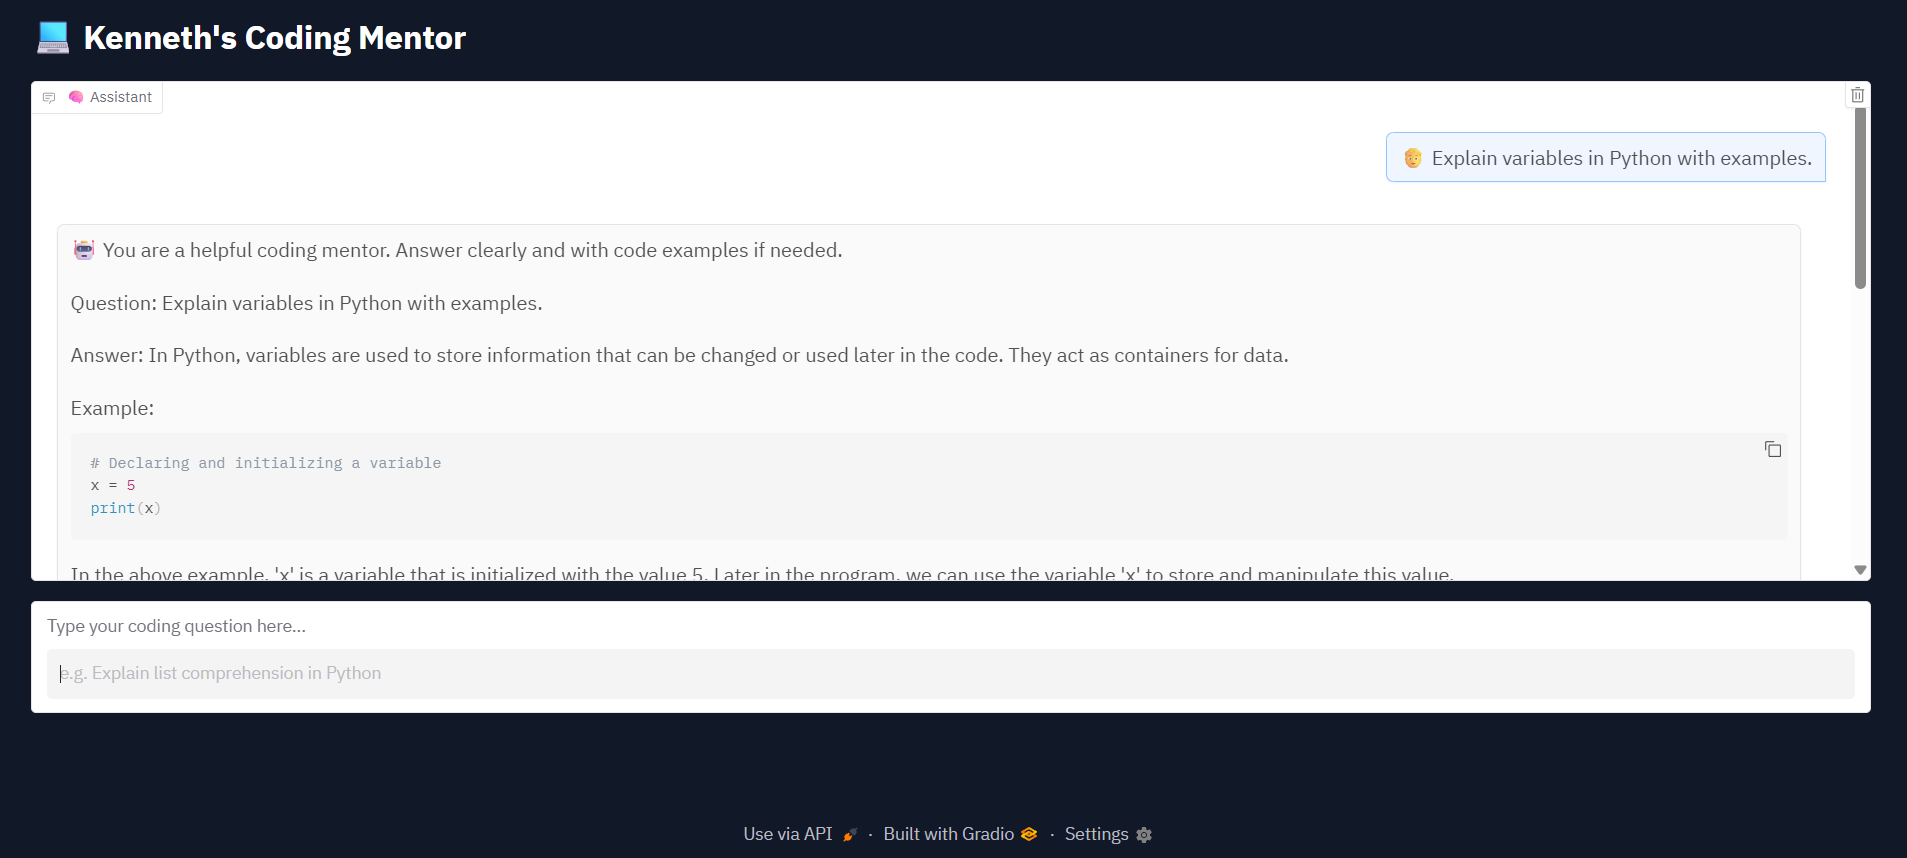 Kenneth's Coding Mentor
Assistant
Explain variables in Python with examples.
You are a helpful coding mentor. Answer clearly and with code examples if needed.
Question: Explain variables in Python with examples.
Answer: In Python, variables are used to store information that can be changed or used later in the code. They act as containers for data.
Example:
# Declaring and initializing a variable
x = 5
print(x)
In the above example, 'x' is a variable that is initialized with the value 5. Later in the program, we can use the variable 'x' to store and manipulate this value.
Type your coding question here...
e.g. Explain list comprehension in Python
Use via API · Built with Gradio · Settings